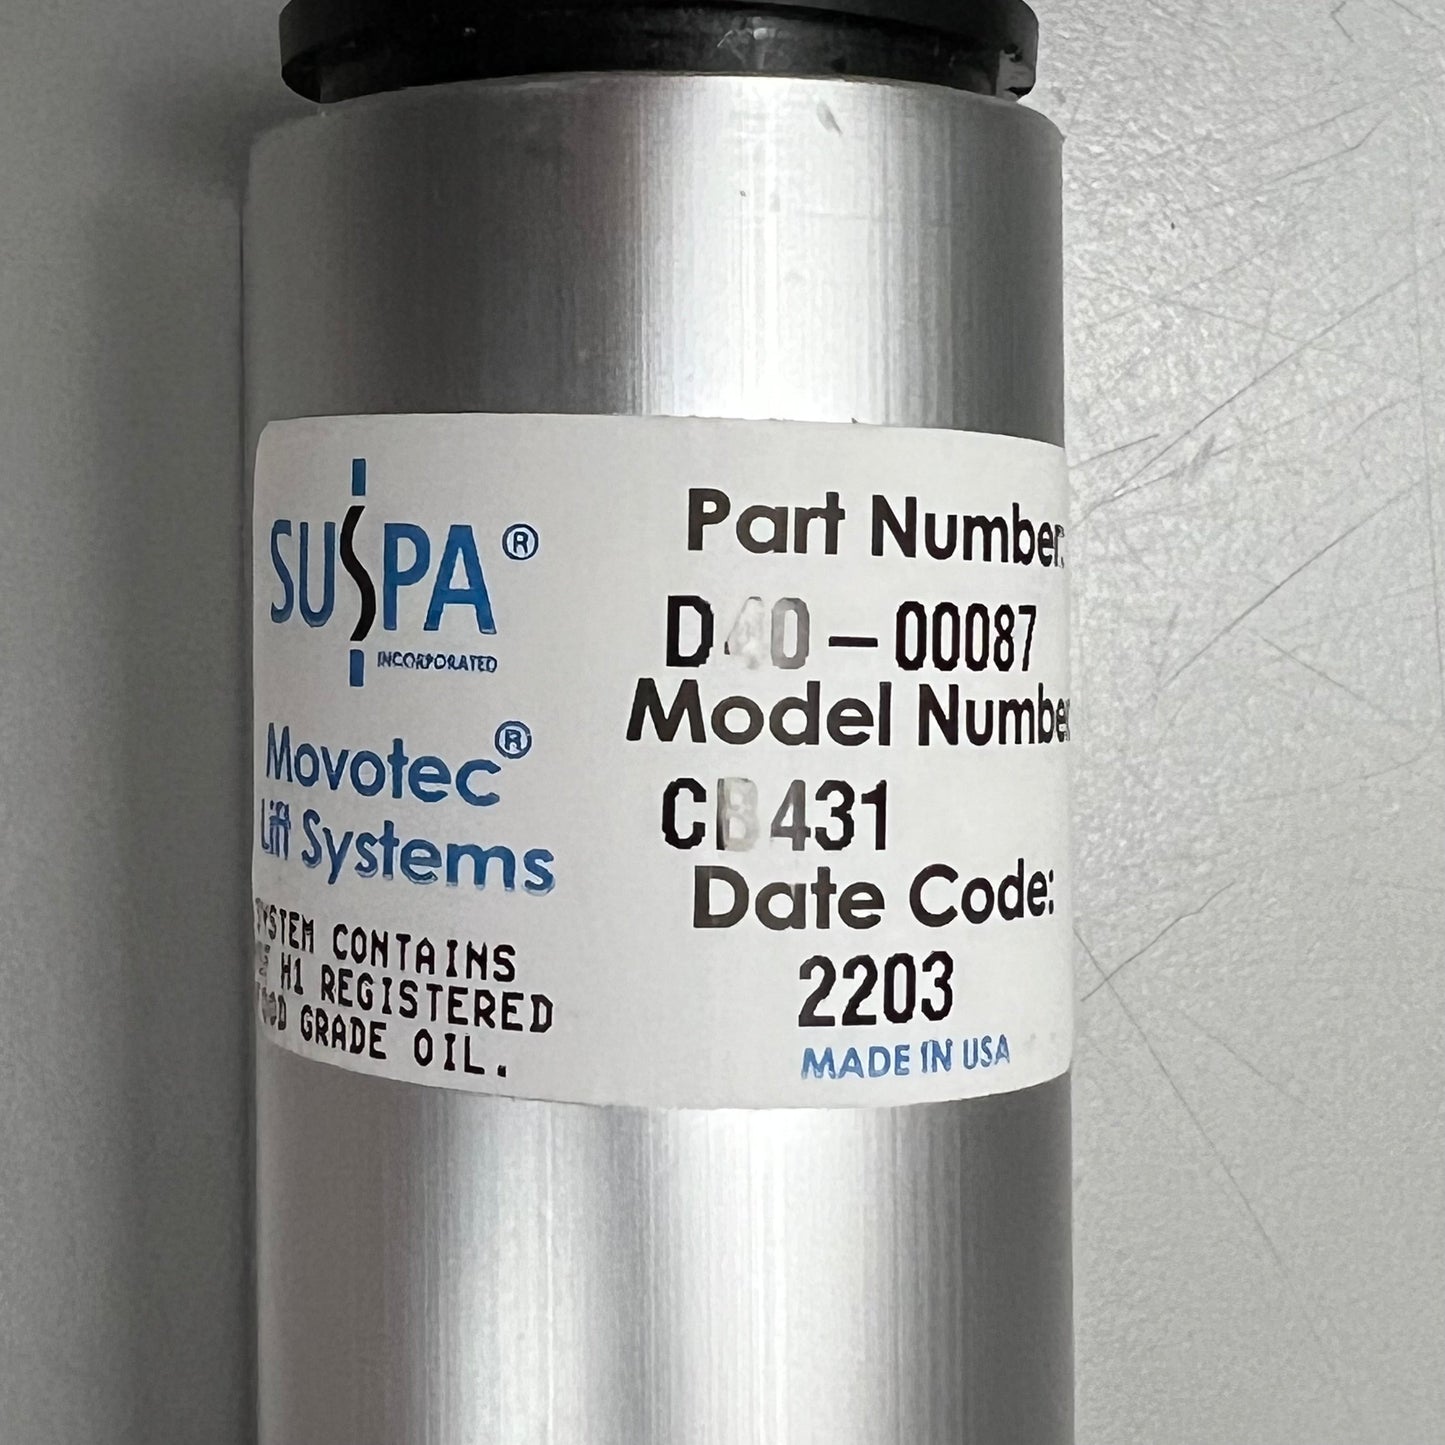 SUSPA®
INCORPORATED
Movotec®
Lift Systems
SYSTEM CONTAINS
H1 REGISTERED
FOOD GRADE OIL.
Part Number:
D40-00087
Model Number
CB431
Date Code:
2203
MADE IN USA